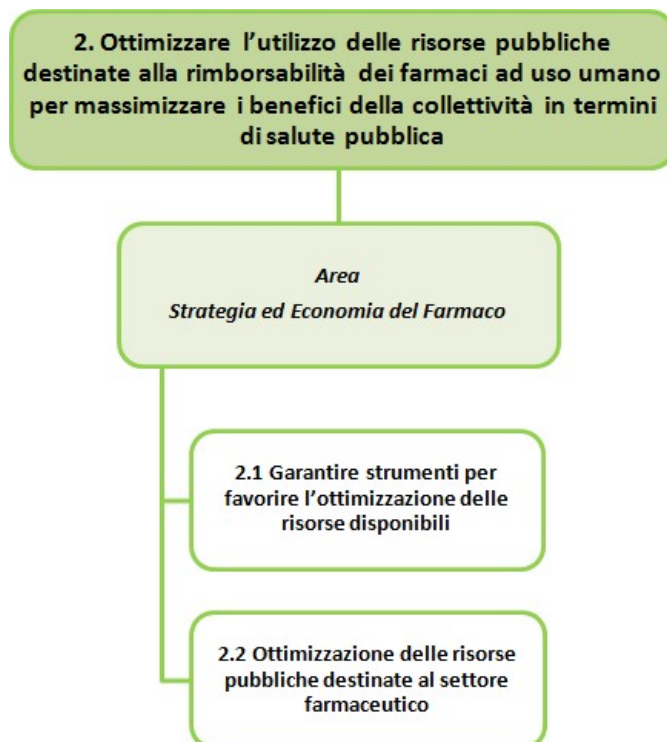 2. Ottimizzare l’utilizzo delle risorse pubbliche
destinate alla rimborsabilità dei farmaci ad uso umano
per massimizzare i benefici della collettività in termini
di salute pubblica
Area
Strategia ed Economia del Farmaco
2.1 Garantire strumenti per
favorire l’ottimizzazione delle
risorse disponibili
2.2 Ottimizzazione delle risorse
pubbliche destinate al settore
farmaceutico